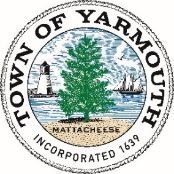 TOWN OF YARMOUTH
MATTACHEESE
INCORPORATED 1639